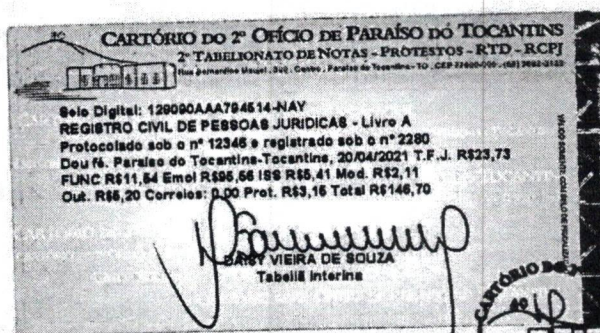 CARTÓRIO DO 2º OFÍCIO DE PARAÍSO DO TOCANTINS
2º TABELIONATO DE NOTAS - PROTESTOS - RTD - RCPJ
Selo Digital: 129090AAA794514-NAY
REGISTRO CIVIL DE PESSOAS JURIDICAS - Livro A
Protocolado sob o nº 12346 e registrado sob o nº 2280
Dou fé. Paraiso do Tocantins-Tocantins, 20/04/2021 T.F.J. R$23,73
FUNC R$11,54 Emol R$95,56 ISS R$5,41 Mod. R$2,11
Out. R$5,20 Correios: 0,00 Prot. R$3,15 Total R$146,70
DAISY VIEIRA DE SOUZA
Tabeliã Interina
CARTÓRIO DO